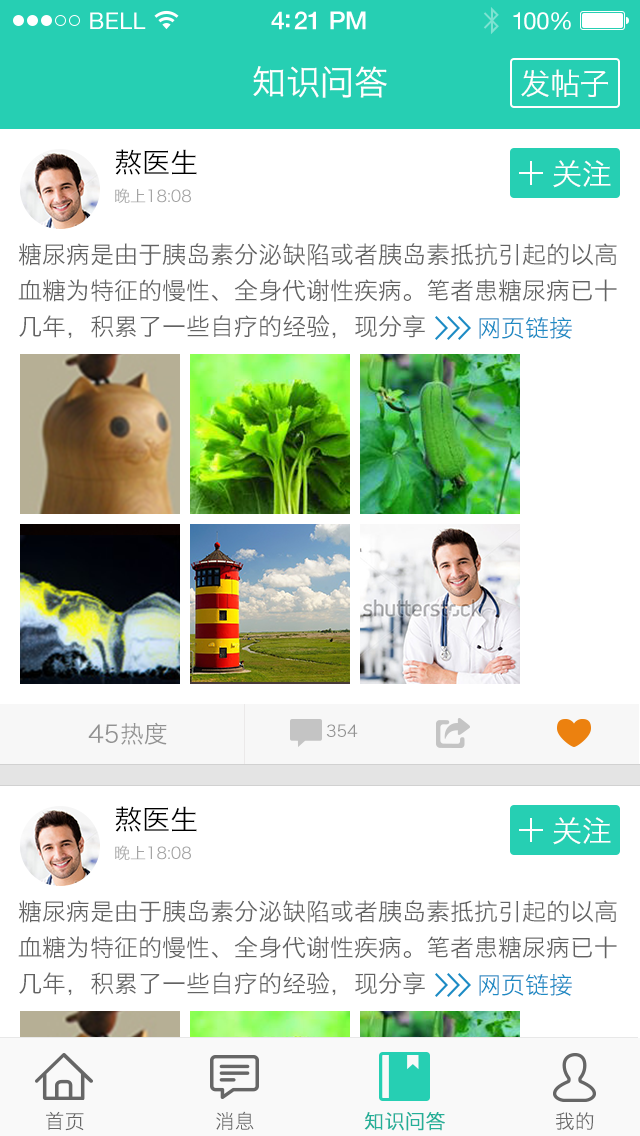 BELL 4:21 PM 100%
知识问答 发帖子
熬医生
晚上18:08
+ 关注
糖尿病是由于胰岛素分泌缺陷或者胰岛素抵抗引起的以高
血糖为特征的慢性、全身代谢性疾病。笔者患糖尿病已十
几年，积累了一些自疗的经验，现分享 网页链接
shutterstock
45热度 354
熬医生
晚上18:08
+ 关注
糖尿病是由于胰岛素分泌缺陷或者胰岛素抵抗引起的以高
血糖为特征的慢性、全身代谢性疾病。笔者患糖尿病已十
几年，积累了一些自疗的经验，现分享 网页链接
首页 消息 知识问答 我的